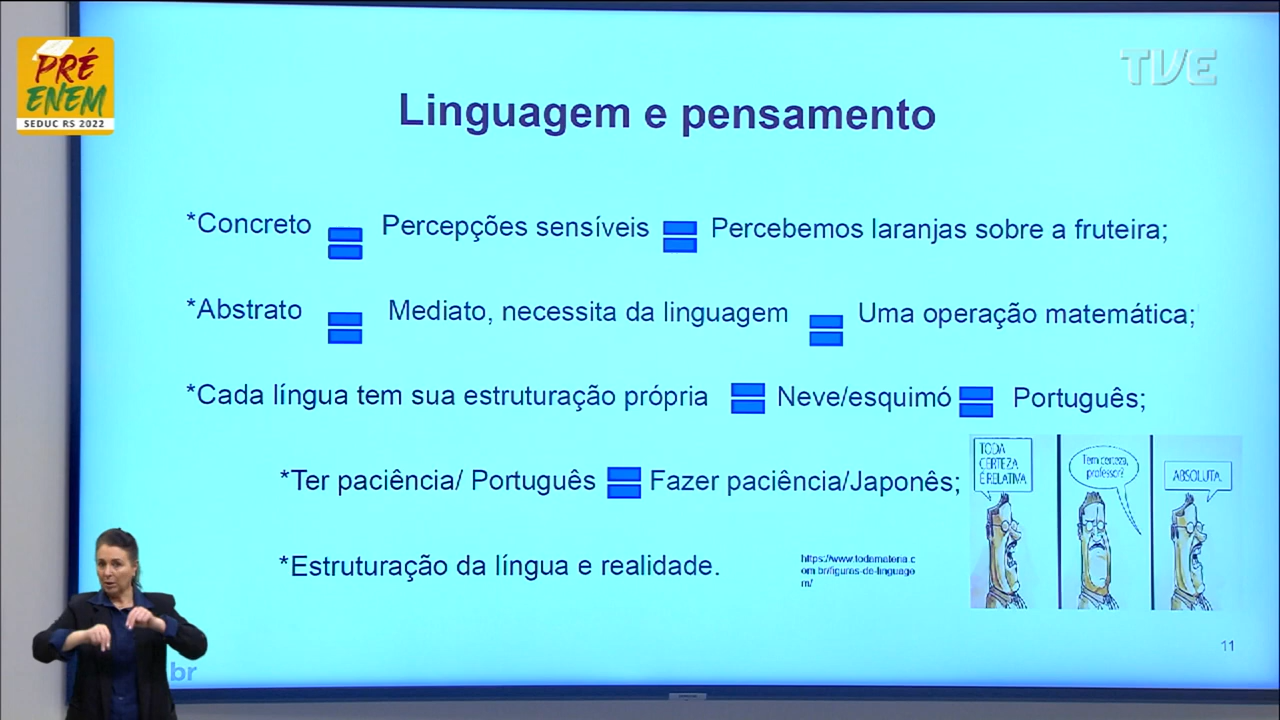 PRÉ
ENEM
SEDUC RS 2022
TVE
Linguagem e pensamento
*Concreto = Percepções sensíveis = Percebemos laranjas sobre a fruteira;
*Abstrato = Mediato, necessita da linguagem = Uma operação matemática;
*Cada língua tem sua estruturação própria = Neve/esquimó = Português;
*Ter paciência/ Português = Fazer paciência/Japonês;
TODA
CERTEZA
É RELATIVA
Tem certeza,
professor?
ABSOLUTA.
*Estruturação da língua e realidade.
https://www.todamateria.c
om.br/figuras-de-linguage
m/
11
br